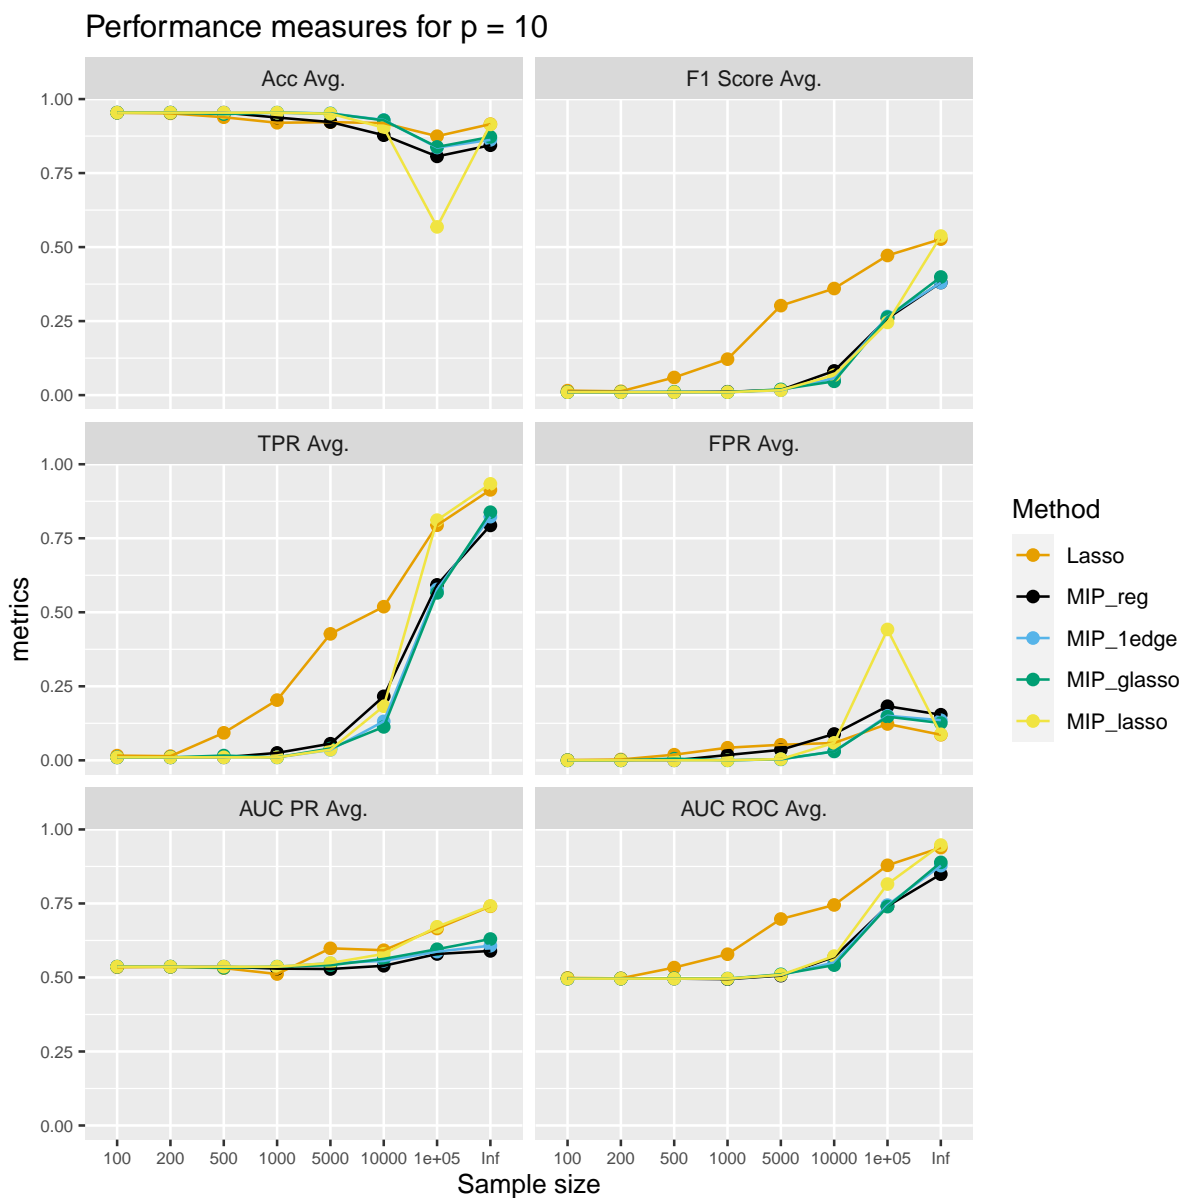 Performance measures for p = 10
Acc Avg.
F1 Score Avg.
1.00
0.75
0.50
0.25
0.00
TPR Avg.
FPR Avg.
1.00
0.75
0.50
0.25
0.00
AUC PR Avg.
AUC ROC Avg.
1.00
0.75
0.50
0.25
0.00
metrics
100 200 500 1000 5000 10000 1e+05 Inf
100 200 500 1000 5000 10000 1e+05 Inf
Sample size
Method
Lasso
MIP_reg
MIP_1edge
MIP_glasso
MIP_lasso